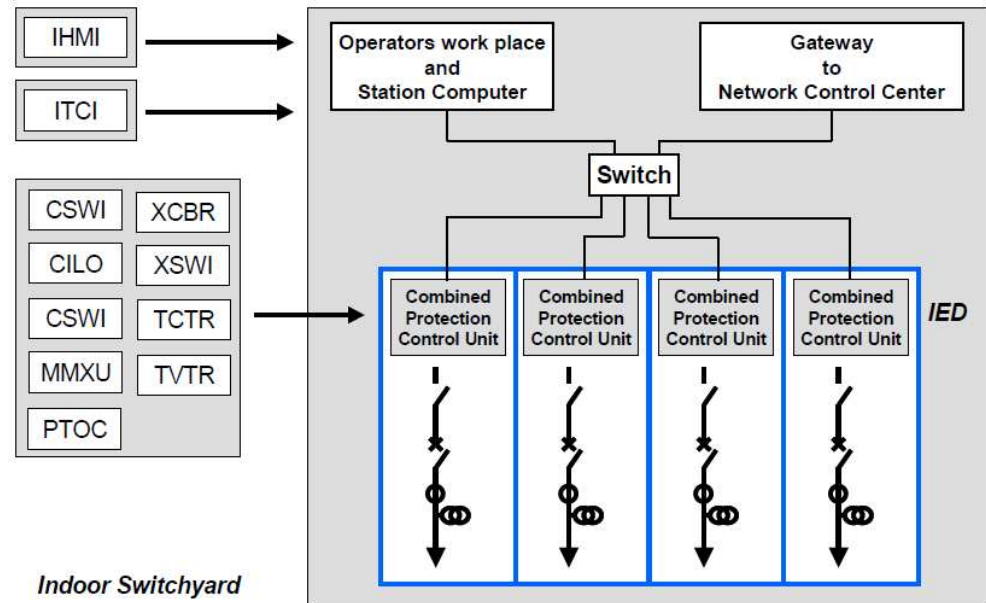 IHMI
ITCI
Operators work place
and
Station Computer
Gateway
to
Network Control Center
Switch
CSWI
XCBR
CILO
XSWI
CSWI
TCTR
MMXU
TVTR
PTOC
Combined
Protection
Control Unit
Combined
Protection
Control Unit
Combined
Protection
Control Unit
Combined
Protection
Control Unit
IED
Indoor Switchyard